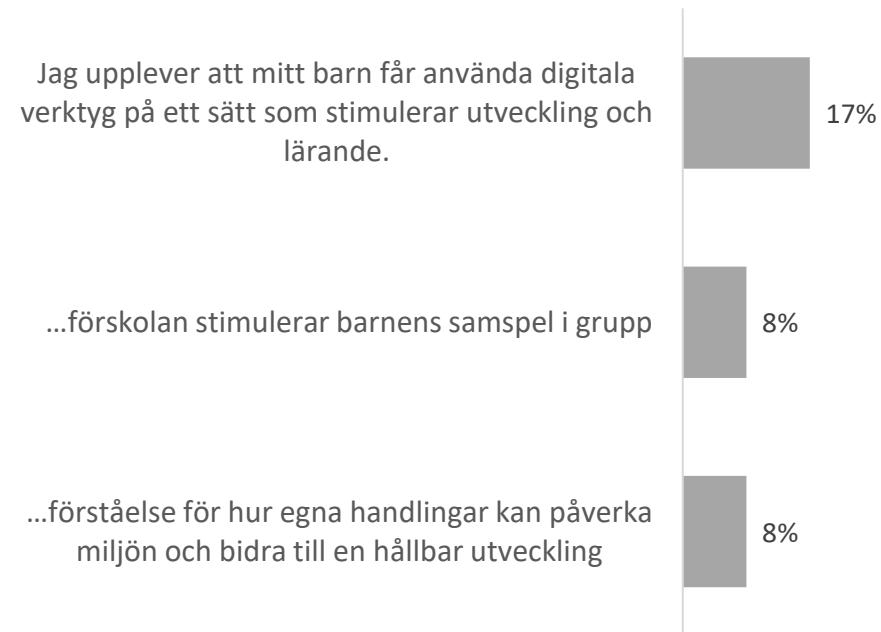 Jag upplever att mitt barn får använda digitala
verktyg på ett sätt som stimulerar utveckling och
lärande.
17%
…förskolan stimulerar barnens samspel i grupp
8%
…förståelse för hur egna handlingar kan påverka
miljön och bidra till en hållbar utveckling
8%